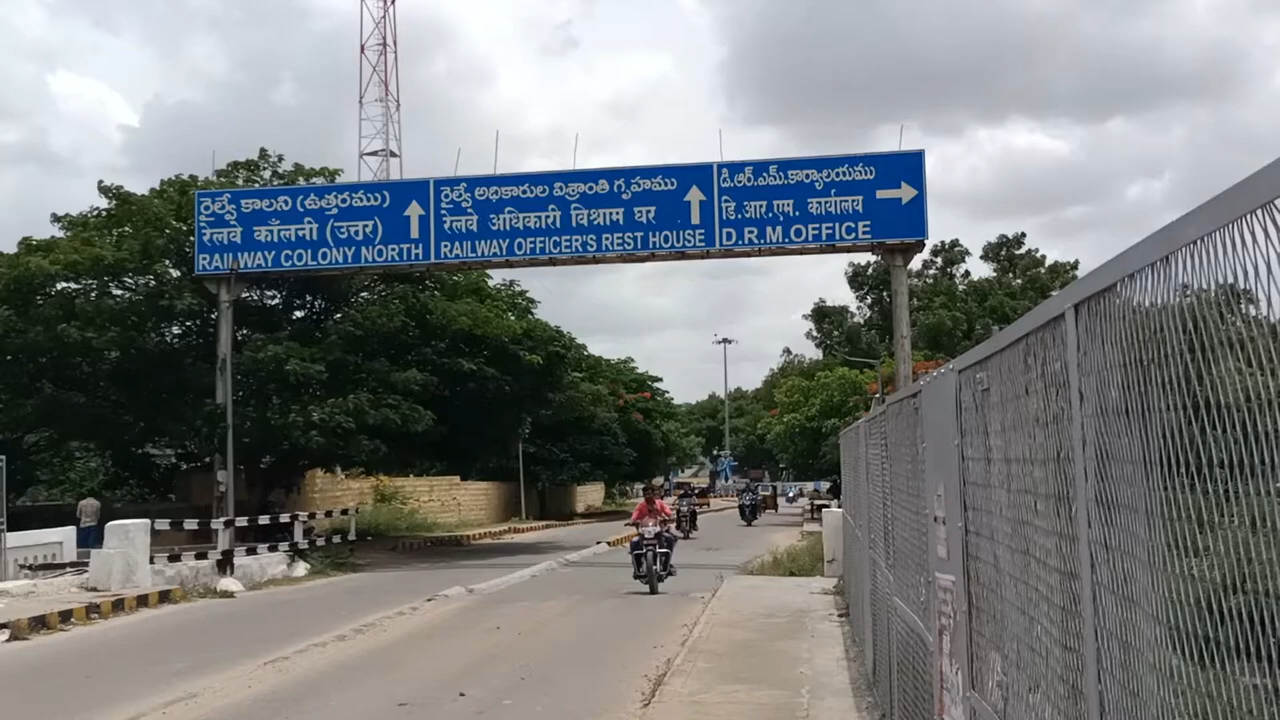 రైల్వే కాలని (ఉత్తరము)
रेलवे कॉलनी (उत्तर)
RAILWAY COLONY NORTH
రైల్వే అధికారుల విశ్రాంతి గృహము
रेलवे अधिकारी विश्राम घर
RAILWAY OFFICER'S REST HOUSE
డి.ఆర్.ఎమ్.కార్యాలయము
डि.आर.एम. कार्यालय
D.R.M.OFFICE